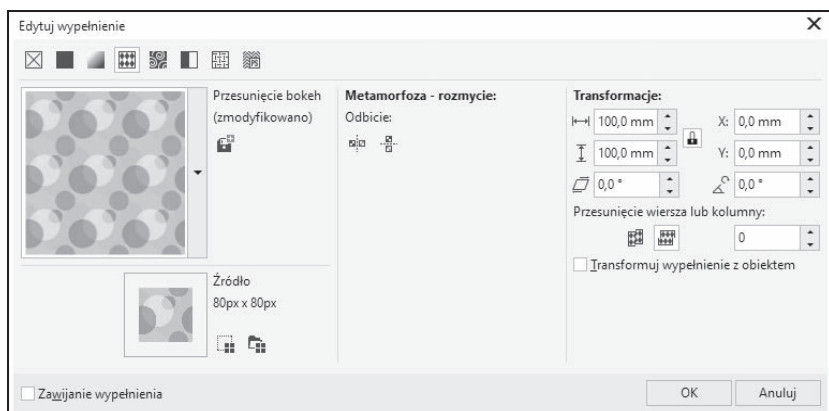 Edytuj wypełnienie
Przesunięcie bokeh
(zmodyfikowano)
Źródło
80px x 80px
Metamorfoza - rozmycie:
Odbicie:
Transformacje:
100,0 mm X: 0,0 mm
100,0 mm Y: 0,0 mm
0,0 ° 0,0 °
Przesunięcie wiersza lub kolumny:
0
Transformuj wypełnienie z obiektem
Zawijanie wypełnienia
OK Anuluj